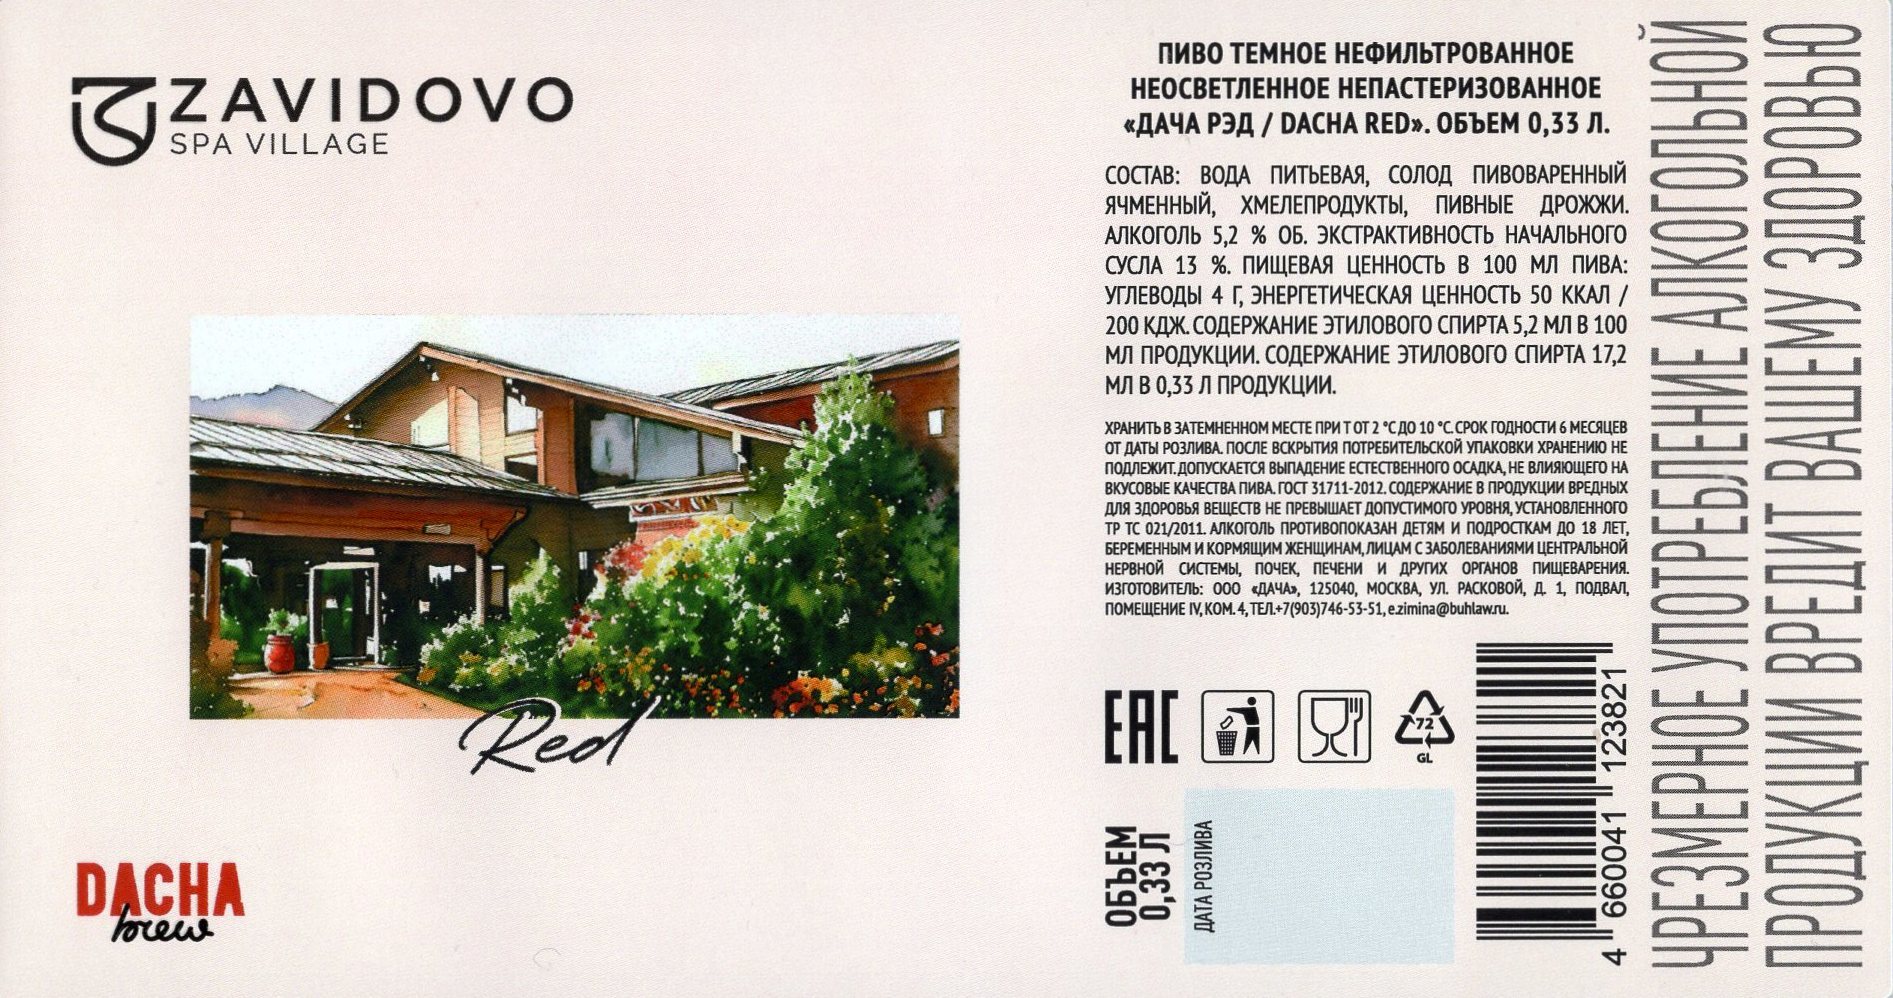 ZAVIDOVO
SPA VILLAGE
Red
DACHA
brew
ПИВО ТЕМНОЕ НЕФИЛЬТРОВАННОЕ
НЕОСВЕТЛЕННОЕ НЕПАСТЕРИЗОВАННОЕ
«ДАЧА РЭД / DACHA RED». ОБЪЕМ 0,33 Л.
СОСТАВ: ВОДА ПИТЬЕВАЯ, СОЛОД ПИВОВАРЕННЫЙ
ЯЧМЕННЫЙ, ХМЕЛЕПРОДУКТЫ, ПИВНЫЕ ДРОЖЖИ.
АЛКОГОЛЬ 5,2 % ОБ. ЭКСТРАКТИВНОСТЬ НАЧАЛЬНОГО
СУСЛА 13 %. ПИЩЕВАЯ ЦЕННОСТЬ В 100 МЛ ПИВА:
УГЛЕВОДЫ 4 Г, ЭНЕРГЕТИЧЕСКАЯ ЦЕННОСТЬ 50 ККАЛ /
200 КДЖ. СОДЕРЖАНИЕ ЭТИЛОВОГО СПИРТА 5,2 МЛ В 100
МЛ ПРОДУКЦИИ. СОДЕРЖАНИЕ ЭТИЛОВОГО СПИРТА 17,2
МЛ В 0,33 Л ПРОДУКЦИИ.
ХРАНИТЬ В ЗАТЕМНЕННОМ МЕСТЕ ПРИ Т ОТ 2 °С ДО 10 °С. СРОК ГОДНОСТИ 6 МЕСЯЦЕВ
ОТ ДАТЫ РОЗЛИВА. ПОСЛЕ ВСКРЫТИЯ ПОТРЕБИТЕЛЬСКОЙ УПАКОВКИ ХРАНЕНИЮ НЕ
ПОДЛЕЖИТ. ДОПУСКАЕТСЯ ВЫПАДЕНИЕ ЕСТЕСТВЕННОГО ОСАДКА, НЕ ВЛИЯЮЩЕГО НА
ВКУСОВЫЕ КАЧЕСТВА ПИВА. ГОСТ 31711-2012. СОДЕРЖАНИЕ В ПРОДУКЦИИ ВРЕДНЫХ
ДЛЯ ЗДОРОВЬЯ ВЕЩЕСТВ НЕ ПРЕВЫШАЕТ ДОПУСТИМОГО УРОВНЯ, УСТАНОВЛЕННОГО
ТР ТС 021/2011. АЛКОГОЛЬ ПРОТИВОПОКАЗАН ДЕТЯМ И ПОДРОСТКАМ ДО 18 ЛЕТ,
БЕРЕМЕННЫМ И КОРМЯЩИМ ЖЕНЩИНАМ, ЛИЦАМ С ЗАБОЛЕВАНИЯМИ ЦЕНТРАЛЬНОЙ
НЕРВНОЙ СИСТЕМЫ, ПОЧЕК, ПЕЧЕНИ И ДРУГИХ ОРГАНОВ ПИЩЕВАРЕНИЯ.
ИЗГОТОВИТЕЛЬ: ООО «ДАЧА», 125040, МОСКВА, УЛ. РАСКОВОЙ, Д. 1, ПОДВАЛ,
ПОМЕЩЕНИЕ IV, КОМ. 4, ТЕЛ.+7(903)746-53-51, e.zimina@buhlaw.ru.
ЕАС
72
GL
ОБЪЕМ
0,33 Л
ДАТА РОЗЛИВА
4 660041 123821
ЧРЕЗМЕРНОЕ УПОТРЕБЛЕНИЕ АЛКОГОЛЬНОЙ
ПРОДУКЦИИ ВРЕДИТ ВАШЕМУ ЗДОРОВЬЮ